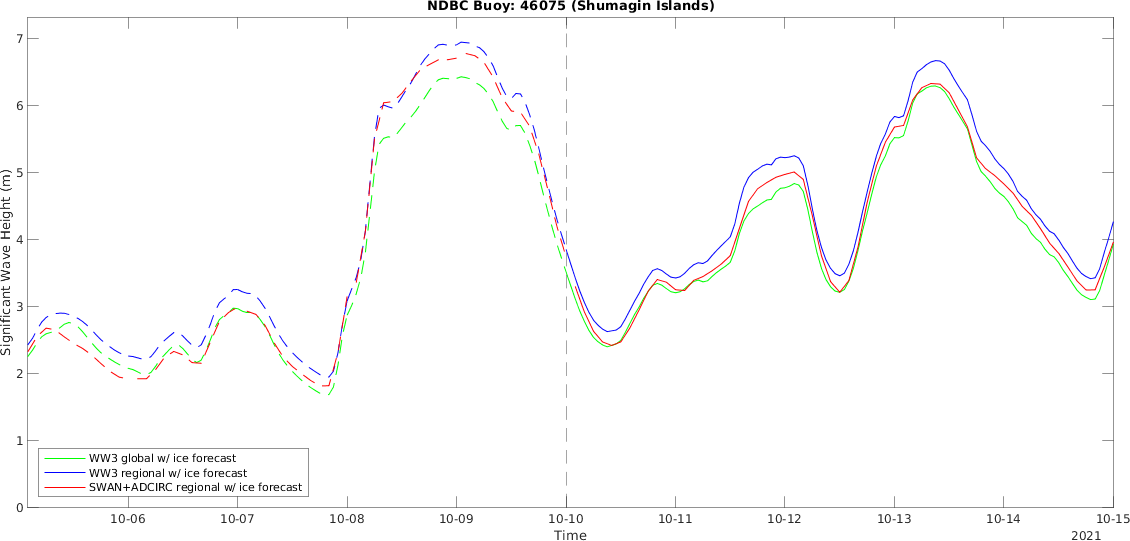 NDBC Buoy: 46075 (Shumagin Islands)
7
6
5
4
3
2
1
0
Significant Wave Height (m)
WW3 global w/ ice forecast
WW3 regional w/ ice forecast
SWAN+ADCIRC regional w/ ice forecast
10-06 10-07 10-08 10-09 10-10 10-11 10-12 10-13 10-14 10-15
Time
2021